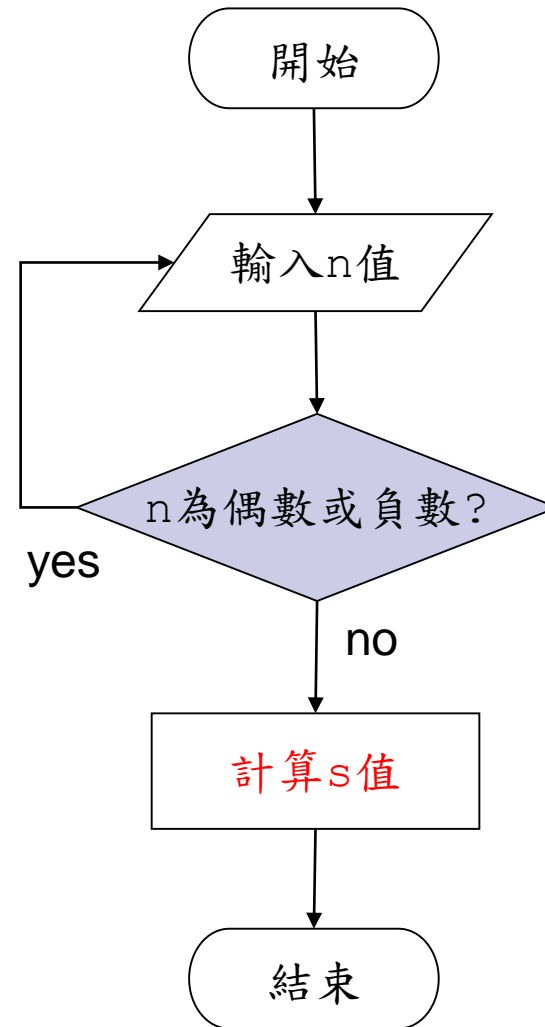 開始
輸入n值
n為偶數或負數?
yes
no
計算s值
結束